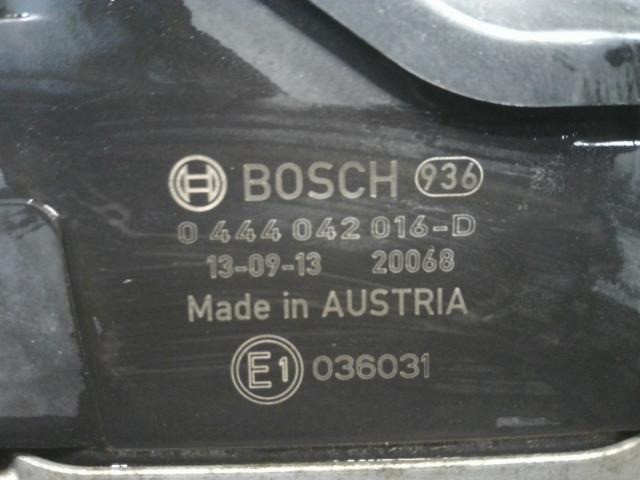 BOSCH 936
0 444 042 016-D
13-09-13 20068
Made in AUSTRIA
E1 036031